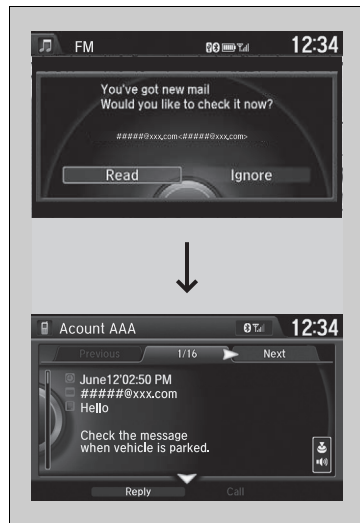 FM 12:34
You've got new mail
Would you like to check it now?
#####@xxx,com<#####@xxx,com>
Read Ignore
Acount AAA 12:34
Previous 1/16 Next
June12'02:50 PM
#####@xxx.com
Hello
Check the message
when vehicle is parked.
Reply Call